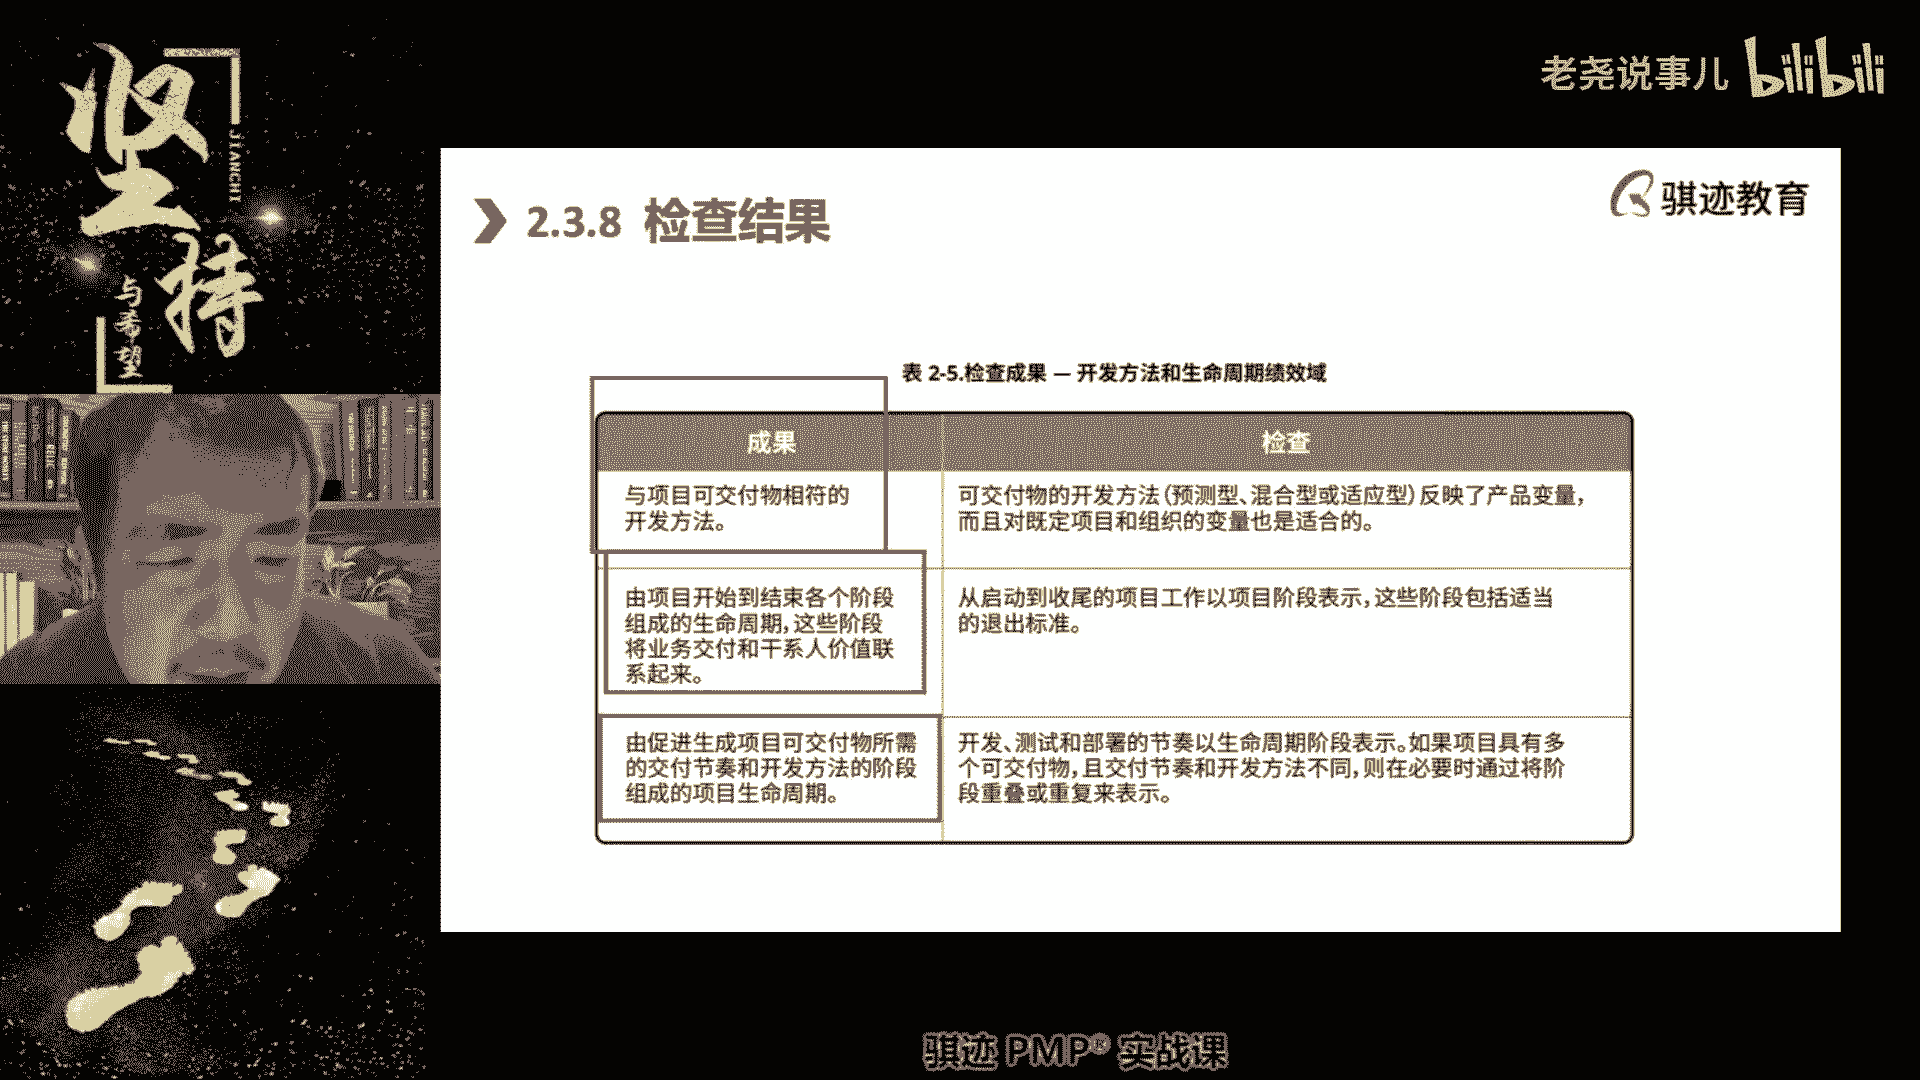 坚持
JIANCHI
与希望
老尧说事儿 bilibili
骐迹教育
2.3.8 检查结果
表 2-5.检查成果 — 开发方法和生命周期绩效域
成果
检查
与项目可交付物相符的
开发方法。
可交付物的开发方法(预测型、混合型或适应型)反映了产品变量,
而且对既定项目和组织的变量也是适合的。
由项目开始到结束各个阶段
组成的生命周期,这些阶段
将业务交付和干系人价值联
系起来。
从启动到收尾的项目工作以项目阶段表示,这些阶段包括适当
的退出标准。
由促进生成项目可交付物所需
的交付节奏和开发方法的阶段
组成的项目生命周期。
开发、测试和部署的节奏以生命周期阶段表示。如果项目具有多
个可交付物,且交付节奏和开发方法不同,则在必要时通过将阶
段重叠或重复来表示。
骐迹 PMP® 实战课